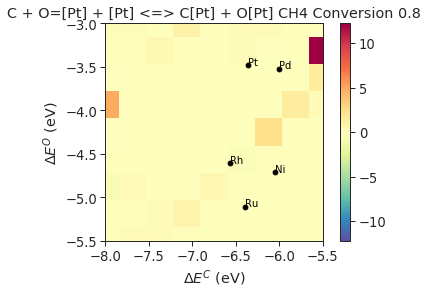 C + O=[Pt] + [Pt] <=> C[Pt] + O[Pt] CH4 Conversion 0.8
−3.0
−3.5
−4.0
−4.5
−5.0
−5.5
ΔE^O (eV)
Pt
Pd
Rh
Ni
Ru
−8.0 −7.5 −7.0 −6.5 −6.0 −5.5
ΔE^C (eV)
10
5
0
−5
−10